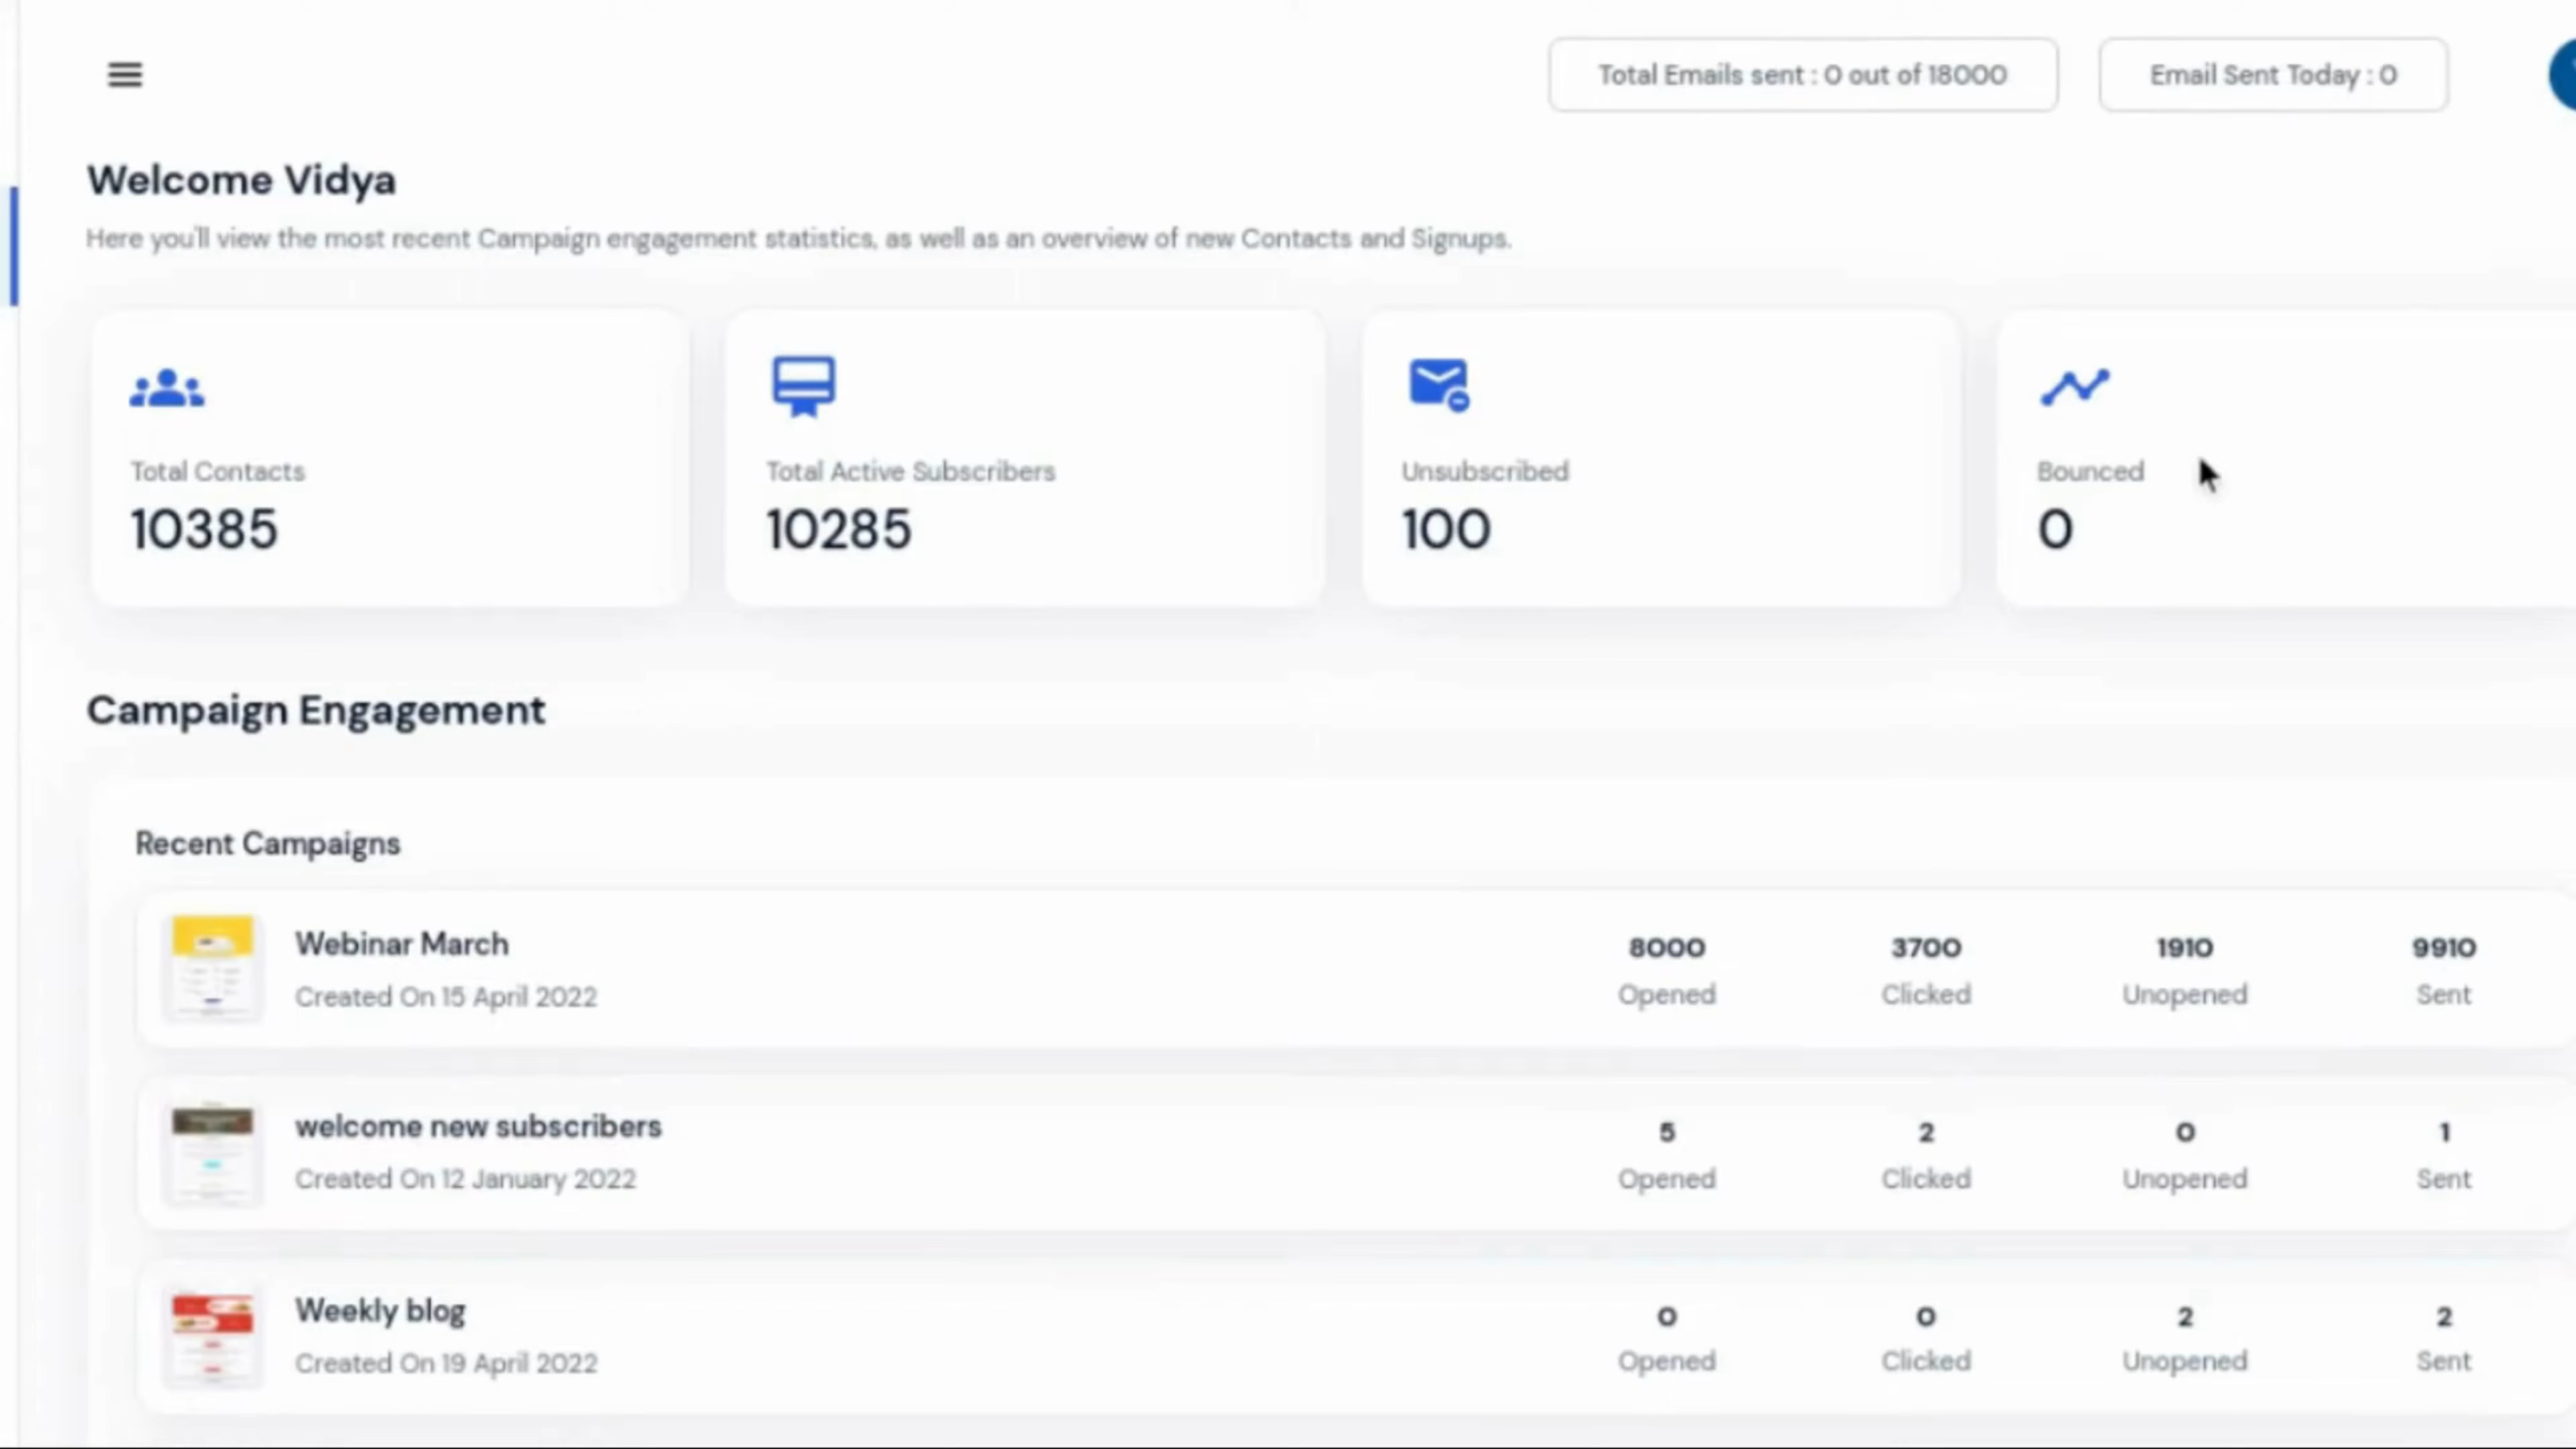 Total Emails sent : 0 out of 18000
Email Sent Today : 0
Welcome Vidya
Here you'll view the most recent Campaign engagement statistics, as well as an overview of new Contacts and Signups.
Total Contacts
10385
Total Active Subscribers
10285
Unsubscribed
100
Bounced
0
Campaign Engagement
Recent Campaigns
Webinar March
Created On 15 April 2022
8000
Opened
3700
Clicked
1910
Unopened
9910
Sent
welcome new subscribers
Created On 12 January 2022
5
Opened
2
Clicked
0
Unopened
1
Sent
Weekly blog
Created On 19 April 2022
0
Opened
0
Clicked
2
Unopened
2
Sent